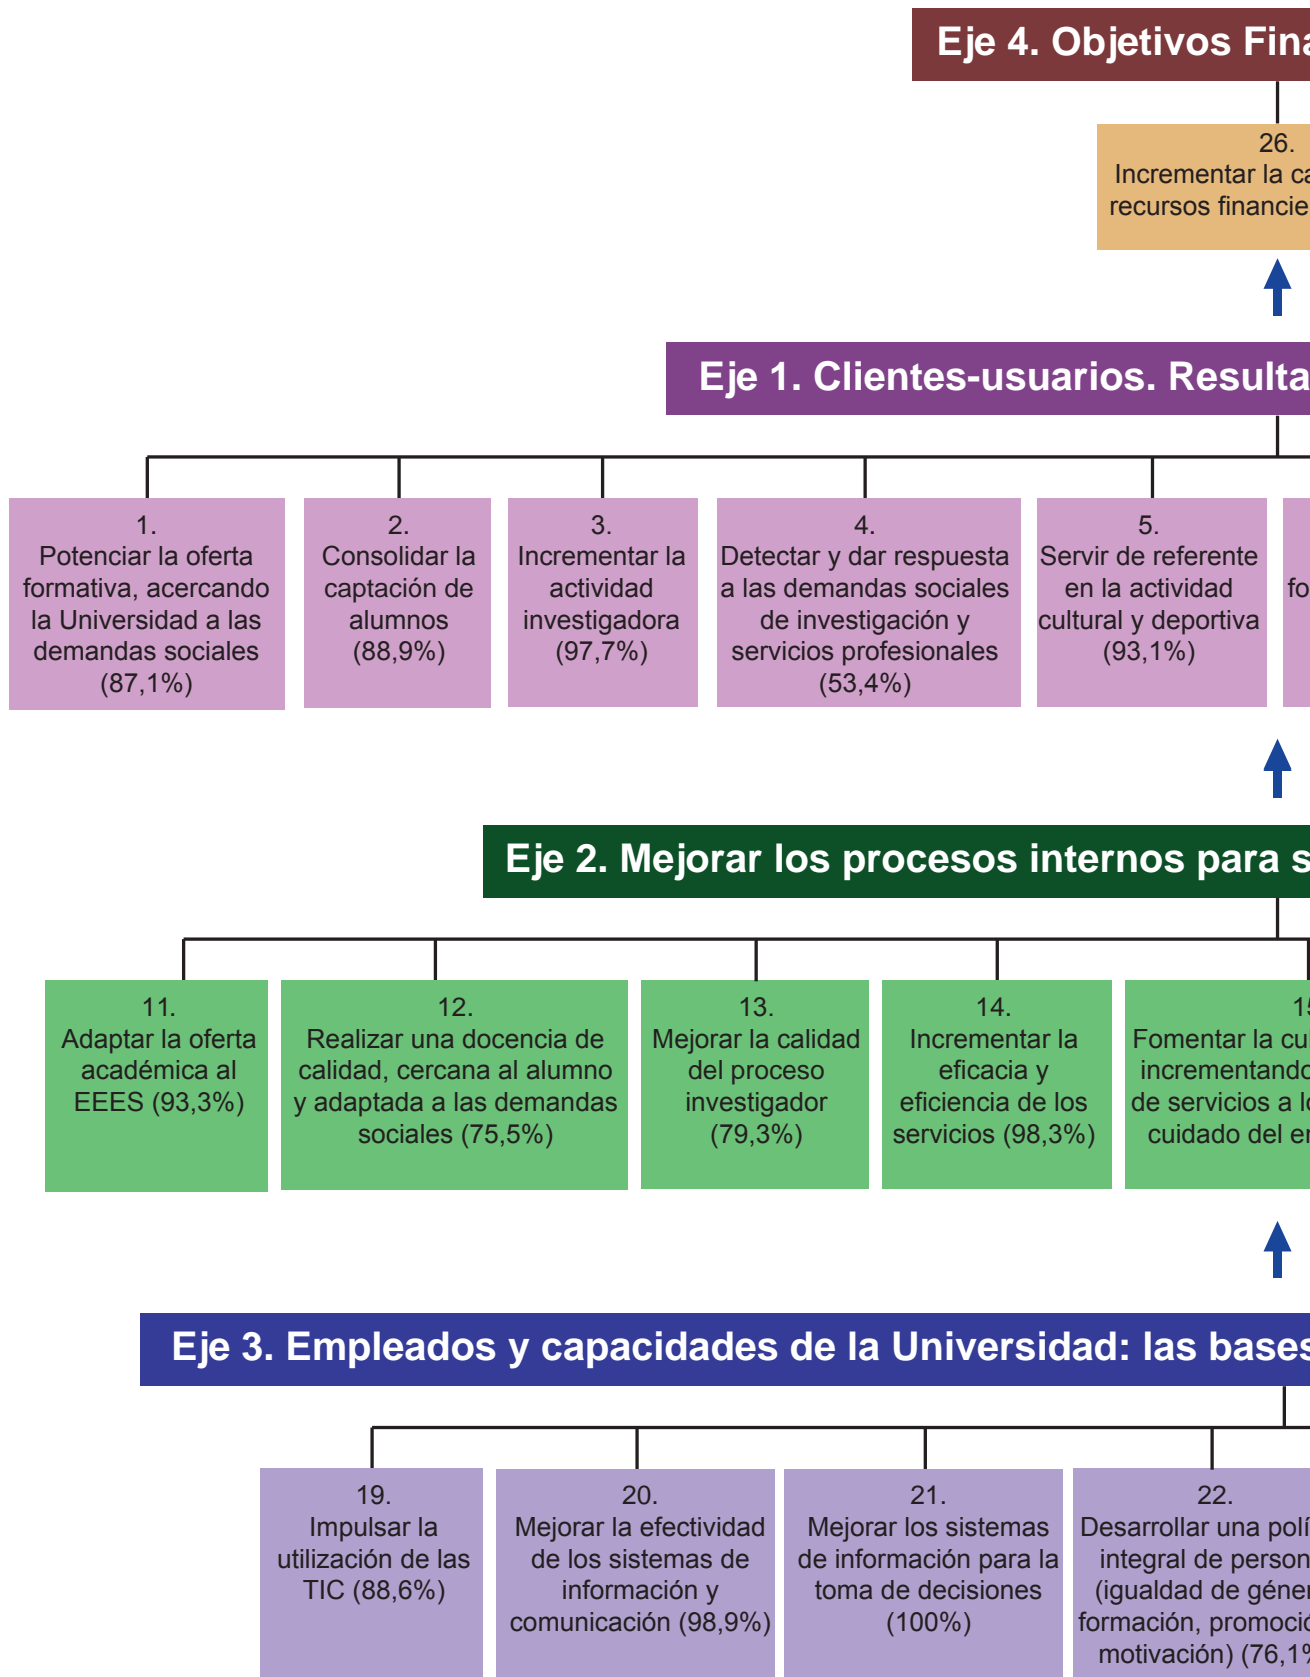 Eje 4. Objetivos Fina
26.
Incrementar la ca
recursos financie
Eje 1. Clientes-usuarios. Resulta
1.
Potenciar la oferta
formativa, acercando
la Universidad a las
demandas sociales
(87,1%)
2.
Consolidar la
captación de
alumnos
(88,9%)
3.
Incrementar la
actividad
investigadora
(97,7%)
4.
Detectar y dar respuesta
a las demandas sociales
de investigación y
servicios profesionales
(53,4%)
5.
Servir de referente
en la actividad
cultural y deportiva
(93,1%)
fo
Eje 2. Mejorar los procesos internos para s
11.
Adaptar la oferta
académica al
EEES (93,3%)
12.
Realizar una docencia de
calidad, cercana al alumno
y adaptada a las demandas
sociales (75,5%)
13.
Mejorar la calidad
del proceso
investigador
(79,3%)
14.
Incrementar la
eficacia y
eficiencia de los
servicios (98,3%)
15
Fomentar la cu
incrementando
de servicios a lo
cuidado del en
Eje 3. Empleados y capacidades de la Universidad: las bases
19.
Impulsar la
utilización de las
TIC (88,6%)
20.
Mejorar la efectividad
de los sistemas de
información y
comunicación (98,9%)
21.
Mejorar los sistemas
de información para la
toma de decisiones
(100%)
22.
Desarrollar una polí
integral de person
(igualdad de géner
formación, promoció
motivación) (76,1%